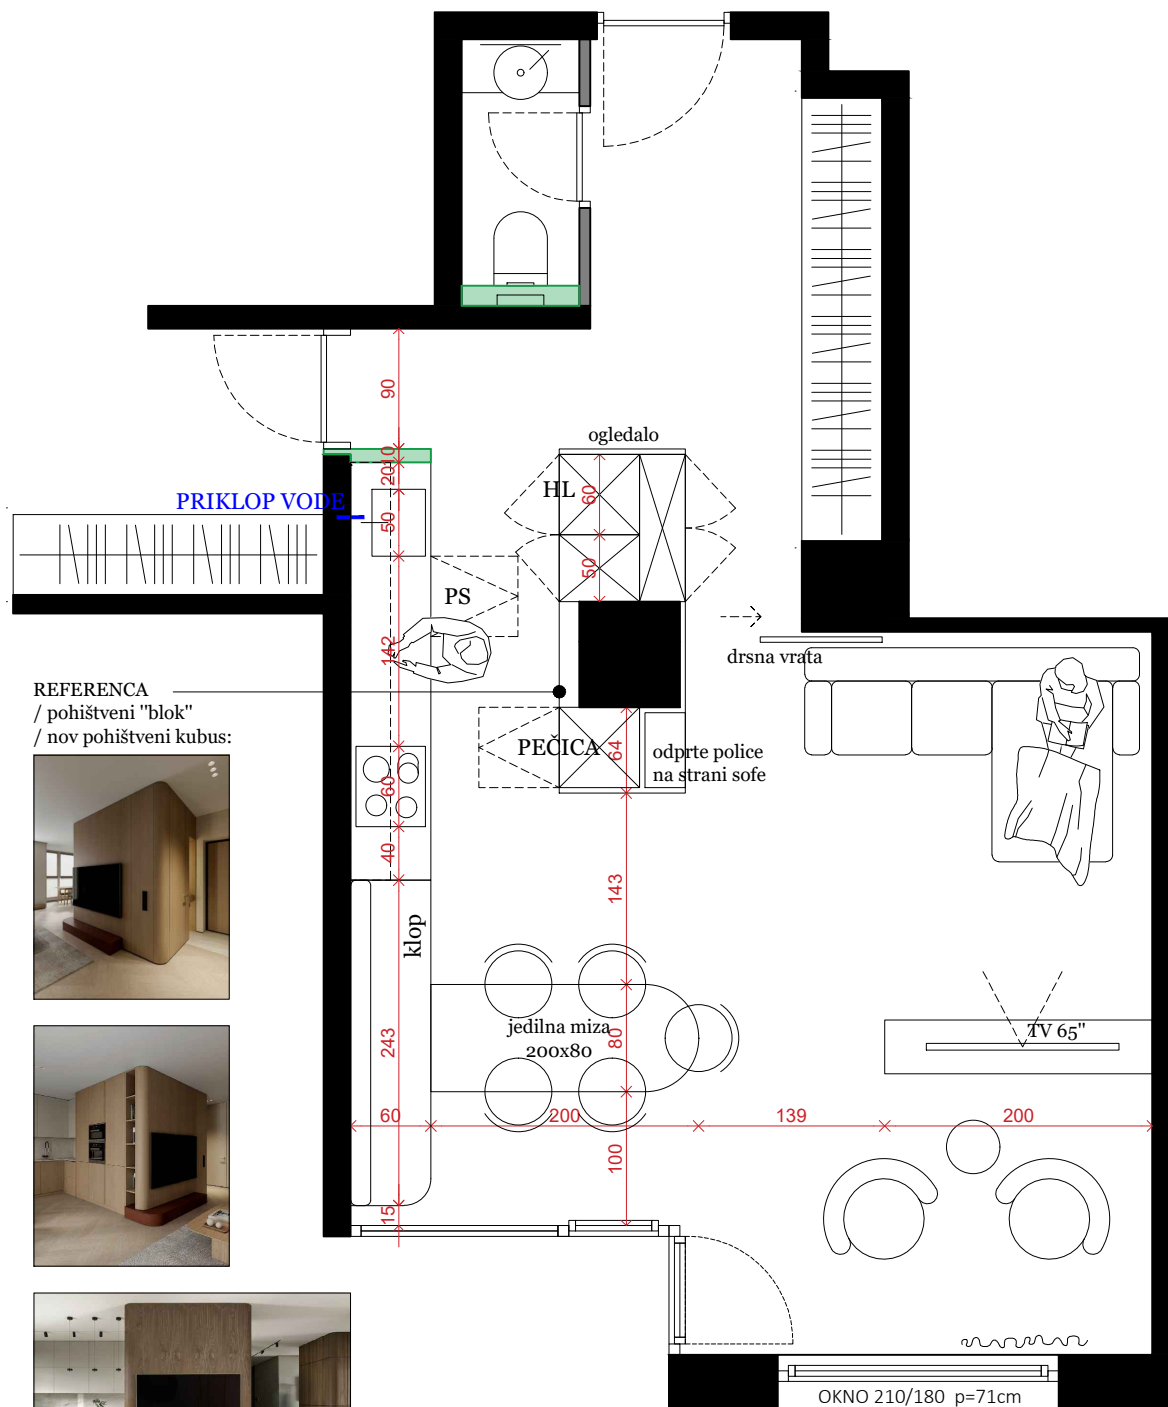 ogledalo
90
10
20
HL
60
PRIKLOP VODE
50
50
PS
142
drsna vrata
REFERENCA
/ pohištveni "blok"
/ nov pohištveni kubus:
PEČICA
64
odprte police
na strani sofe
60
40
143
klop
243
jedilna miza
200x80
80
TV 65"
60
200
139
200
100
15
OKNO 210/180 p=71cm